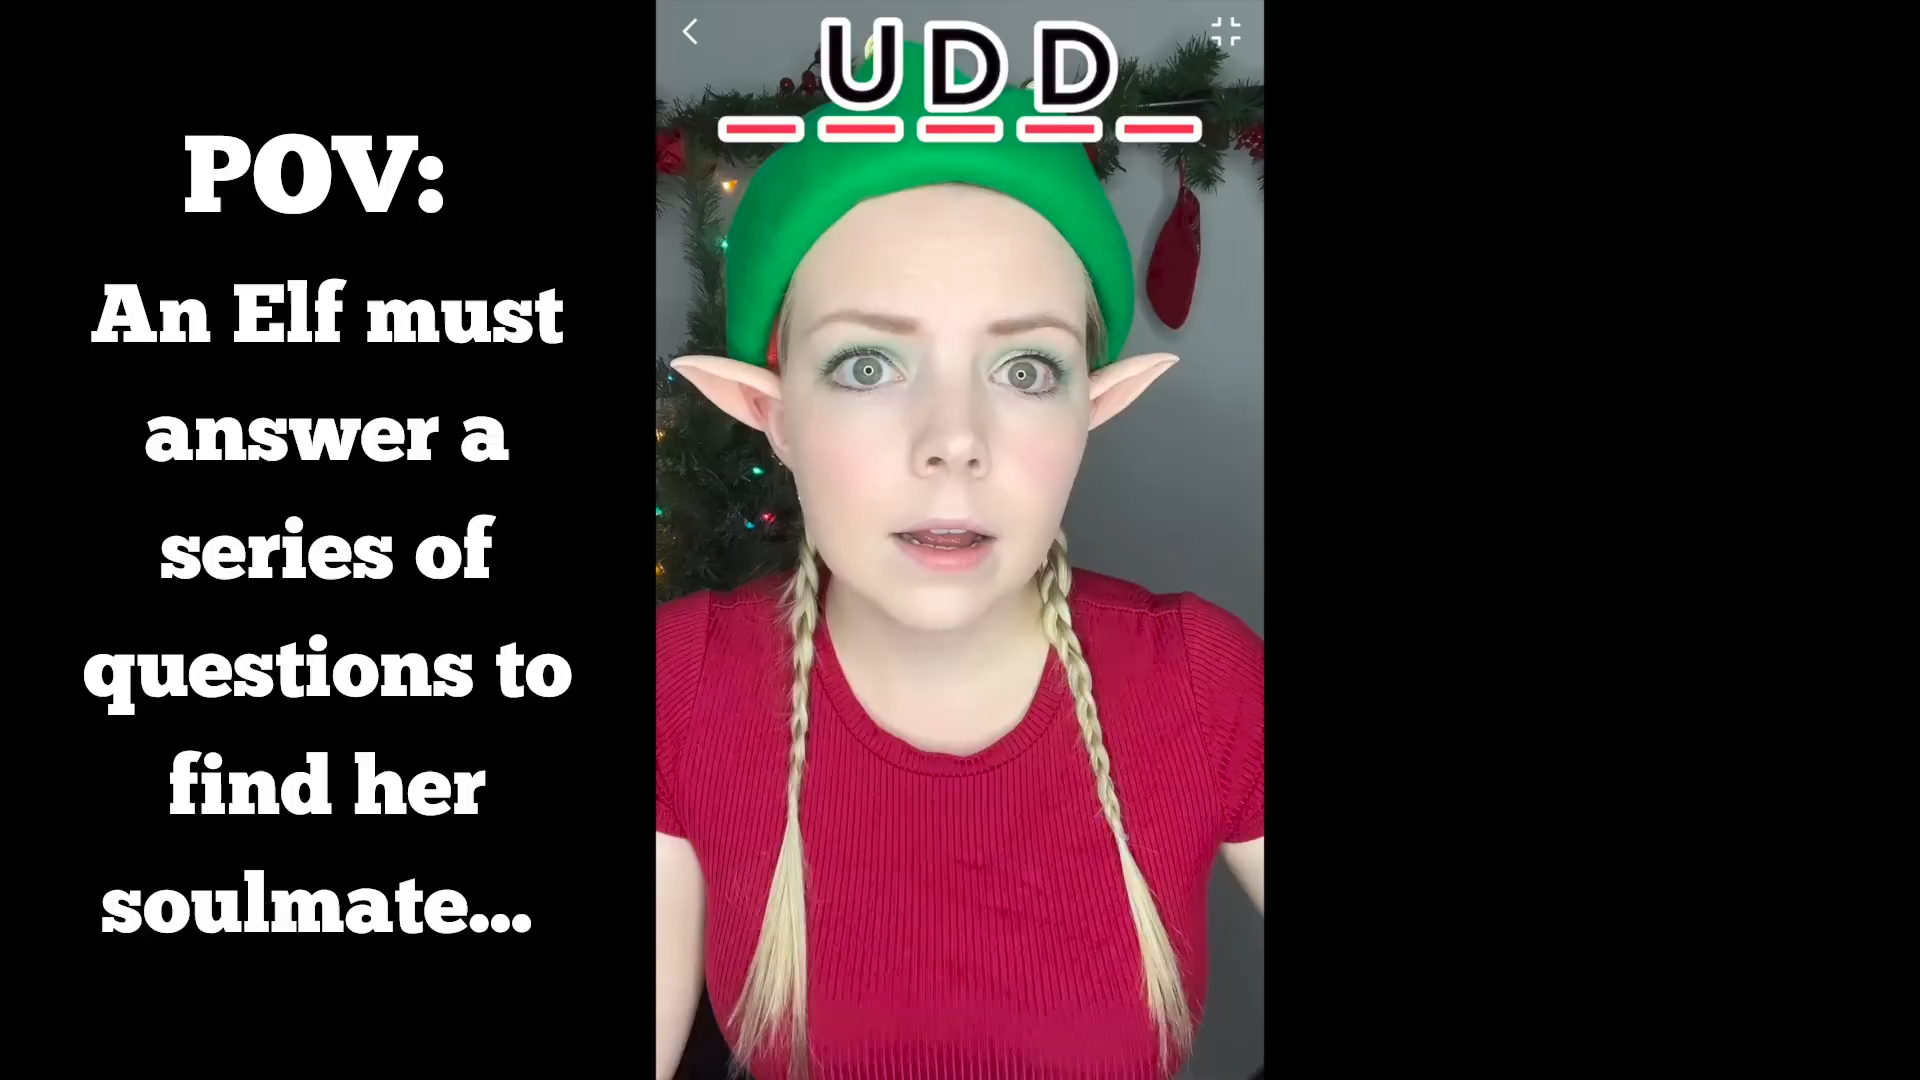 POV:
An Elf must
answer a
series of
questions to
find her
soulmate...
UDD